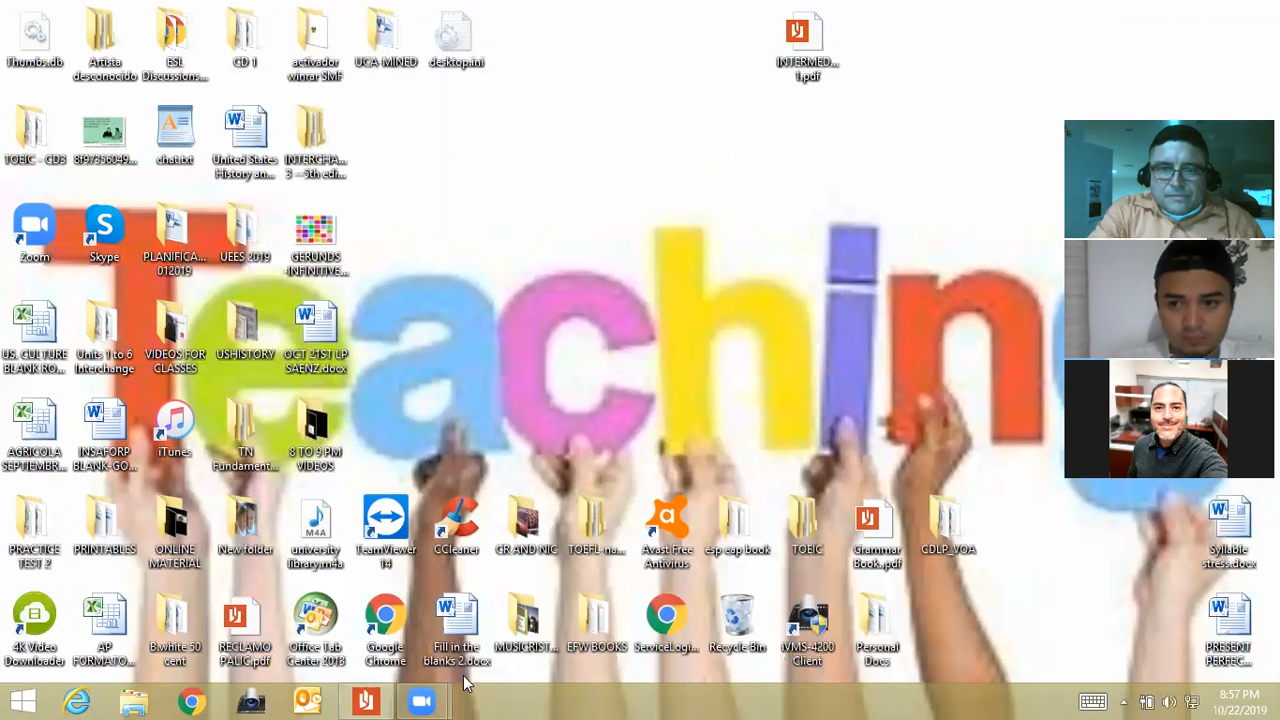 Thumbs.db
Artista
desconocido
ESL
Discussions...
CD 1
activador
winrar SMF
UCA-MINED
desktop.ini
INTERMED...
1.pdf
TOEIC - CD3
8f97356049...
chat.txt
United States
History an...
INTERCHA...
3 --5th edi...
Zoom
Skype
PLANIFICA...
012019
UEES 2019
GERUNDS
-INFINITIVE...
Teaching
US. CULTURE
BLANK RO...
Units 1 to 6
Interchange
VIDEOS FOR
CLASSES
USHISTORY
OCT 21ST LP
SAENZ.docx
AGRICOLA
SEPTIEMBR...
INSAFORP
BLANK-GO...
iTunes
TN
Fundament...
8 TO 9 PM
VIDEOS
PRACTICE
TEST 2
PRINTABLES
ONLINE
MATERIAL
New folder
university
library.m4a
TeamViewer
14
CCleaner
CR AND NIC
TOEFL-na...
Avast Free
Antivirus
esp cap book
TOEIC
Grammar
Book..pdf
CDLP_VOA
Syllable
stress.docx
4K Video
Downloader
AP
FORMATO...
B.white 50
cent
RECLAMO
PALIC.pdf
Office Tab
Center 2013
Google
Chrome
Fill in the
blanks 2.docx
MUSICRIST...
EFW BOOKS
ServiceLogi...
Recycle Bin
iVMS-4200
Client
Personal
Docs
PRESENT
PERFEC...
8:57 PM
10/22/2019